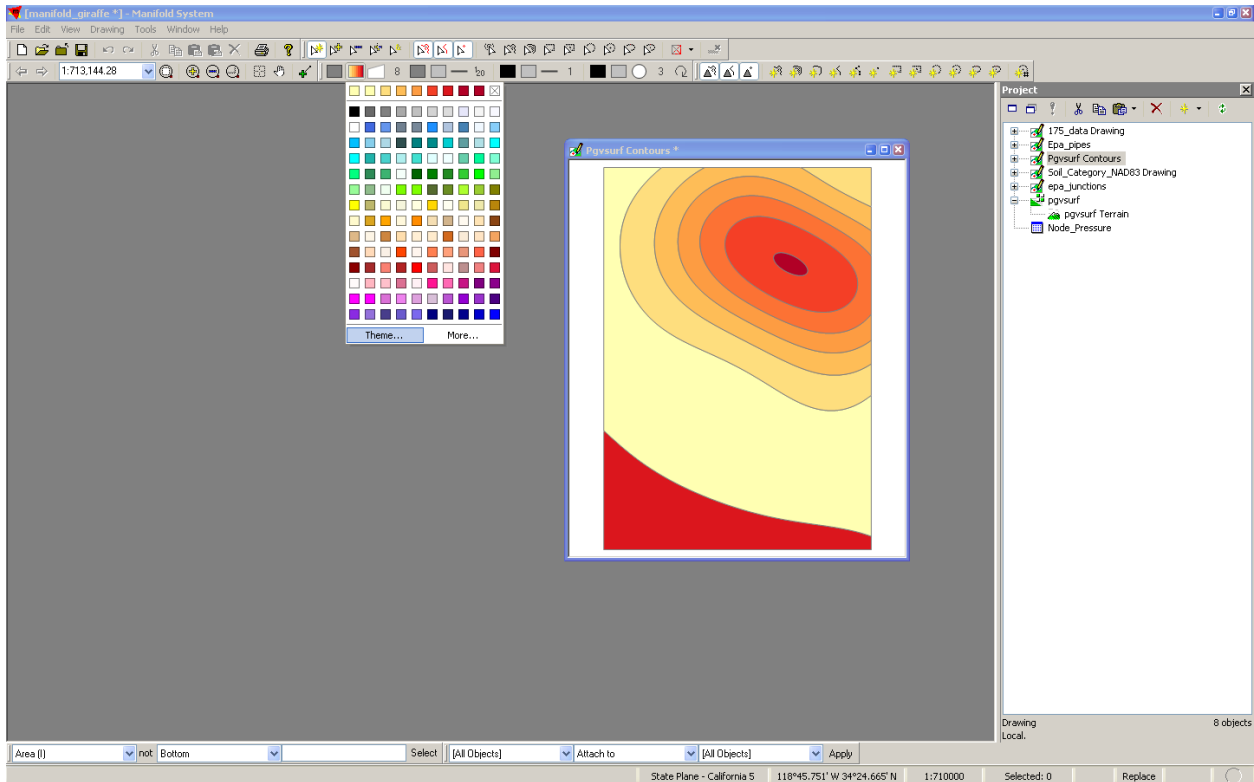 [manifold_giraffe *] - Manifold System
File Edit View Drawing Tools Window Help
1:713,144.28
8
1/20
1
3
Project
Theme...
More...
Pgvsurf Contours *
175_data Drawing
Epa_pipes
Pgvsurf Contours
Soil_Category_NAD83 Drawing
epa_junctions
pgvsurf
pgvsurf Terrain
Node_Pressure
Drawing
8 objects
Local.
Area (I)
not
Bottom
Select
[All Objects]
Attach to
[All Objects]
Apply
State Plane - California 5
118°45.751' W 34°24.665' N
1:710000
Selected: 0
Replace